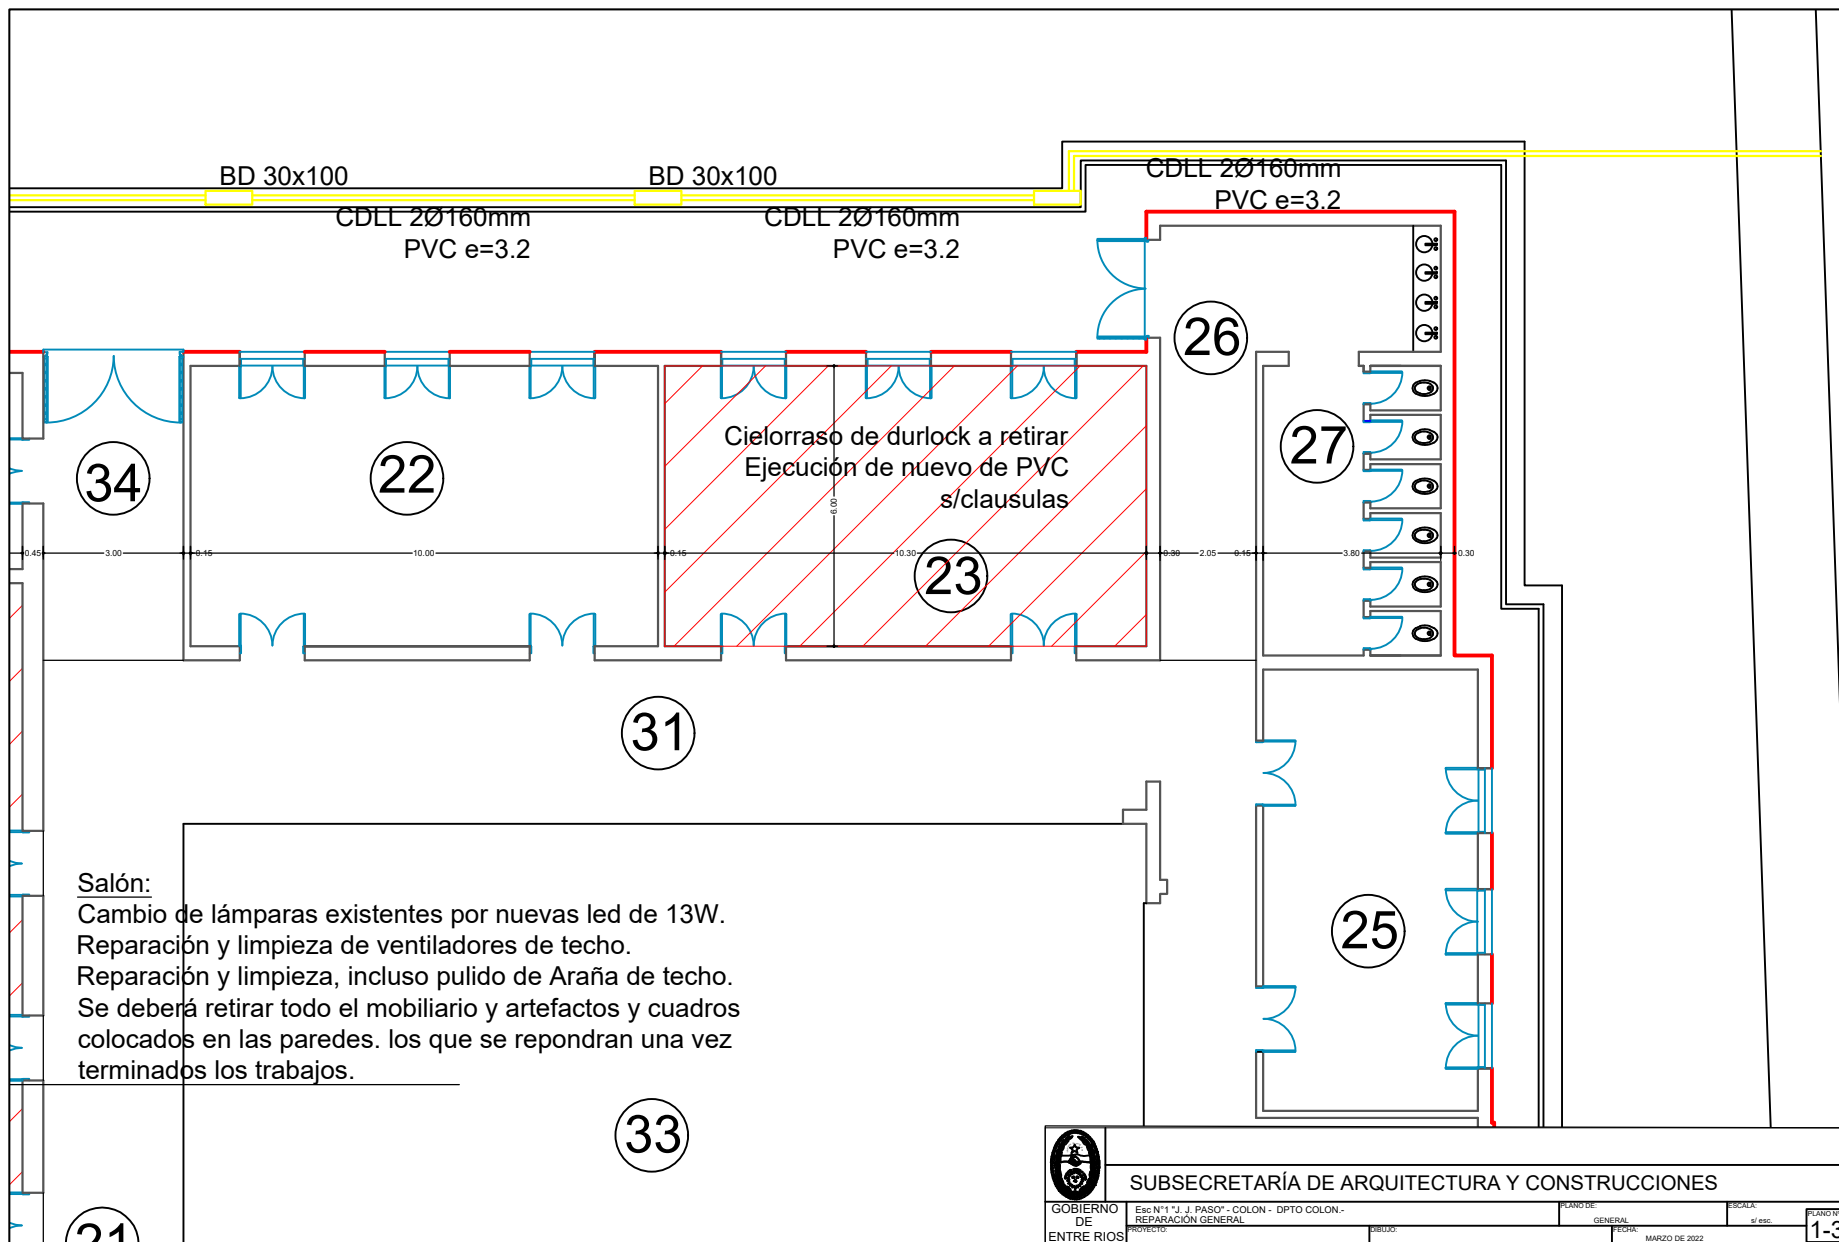 BD 30x100
BD 30x100
CDLL 2Ø160mm
PVC e=3.2
CDLL 2Ø160mm
PVC e=3.2
CDLL 2Ø160mm
PVC e=3.2
26
34
22
Cielorraso de durlock a retirar
Ejecución de nuevo de PVC
s/clausulas
6.00
27
0.45
3.00
0.15
10.00
0.15
10.30
0.30
2.05
0.15
3.80
0.30
23
31
Salón:
Cambio de lámparas existentes por nuevas led de 13W.
Reparación y limpieza de ventiladores de techo.
Reparación y limpieza, incluso pulido de Araña de techo.
Se deberá retirar todo el mobiliario y artefactos y cuadros
colocados en las paredes. los que se repondran una vez
terminados los trabajos.
25
33
21
SUBSECRETARÍA DE ARQUITECTURA Y CONSTRUCCIONES
GOBIERNO
DE
ENTRE RIOS
Esc N°1 "J. J. PASO" - COLON - DPTO COLON.-
REPARACIÓN GENERAL
PLANO DE:
GENERAL
ESCALA:
s/ esc.
PROYECTO:
DIBUJO:
FECHA:
MARZO DE 2022
PLANO N°
1-3